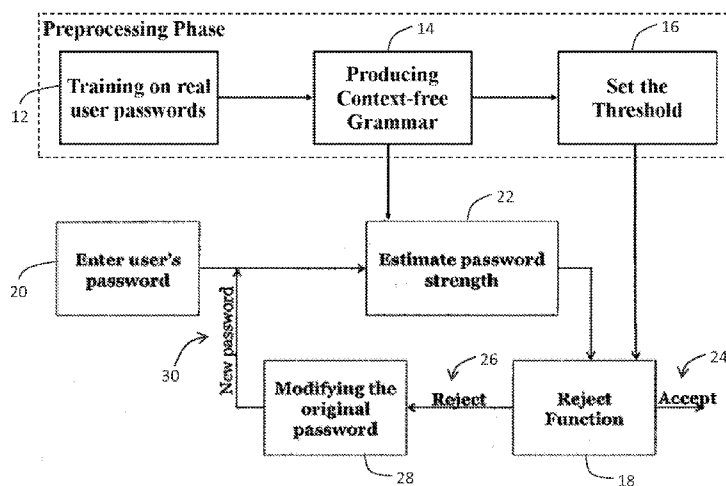 Preprocessing Phase
14
16
12
Training on real
user passwords
Producing
Context-free
Grammar
Set the
Threshold
22
20
Enter user's
password
Estimate password
strength
30
New password
26
24
Modifying the
original
password
Reject
Reject
Function
Accept
28
18